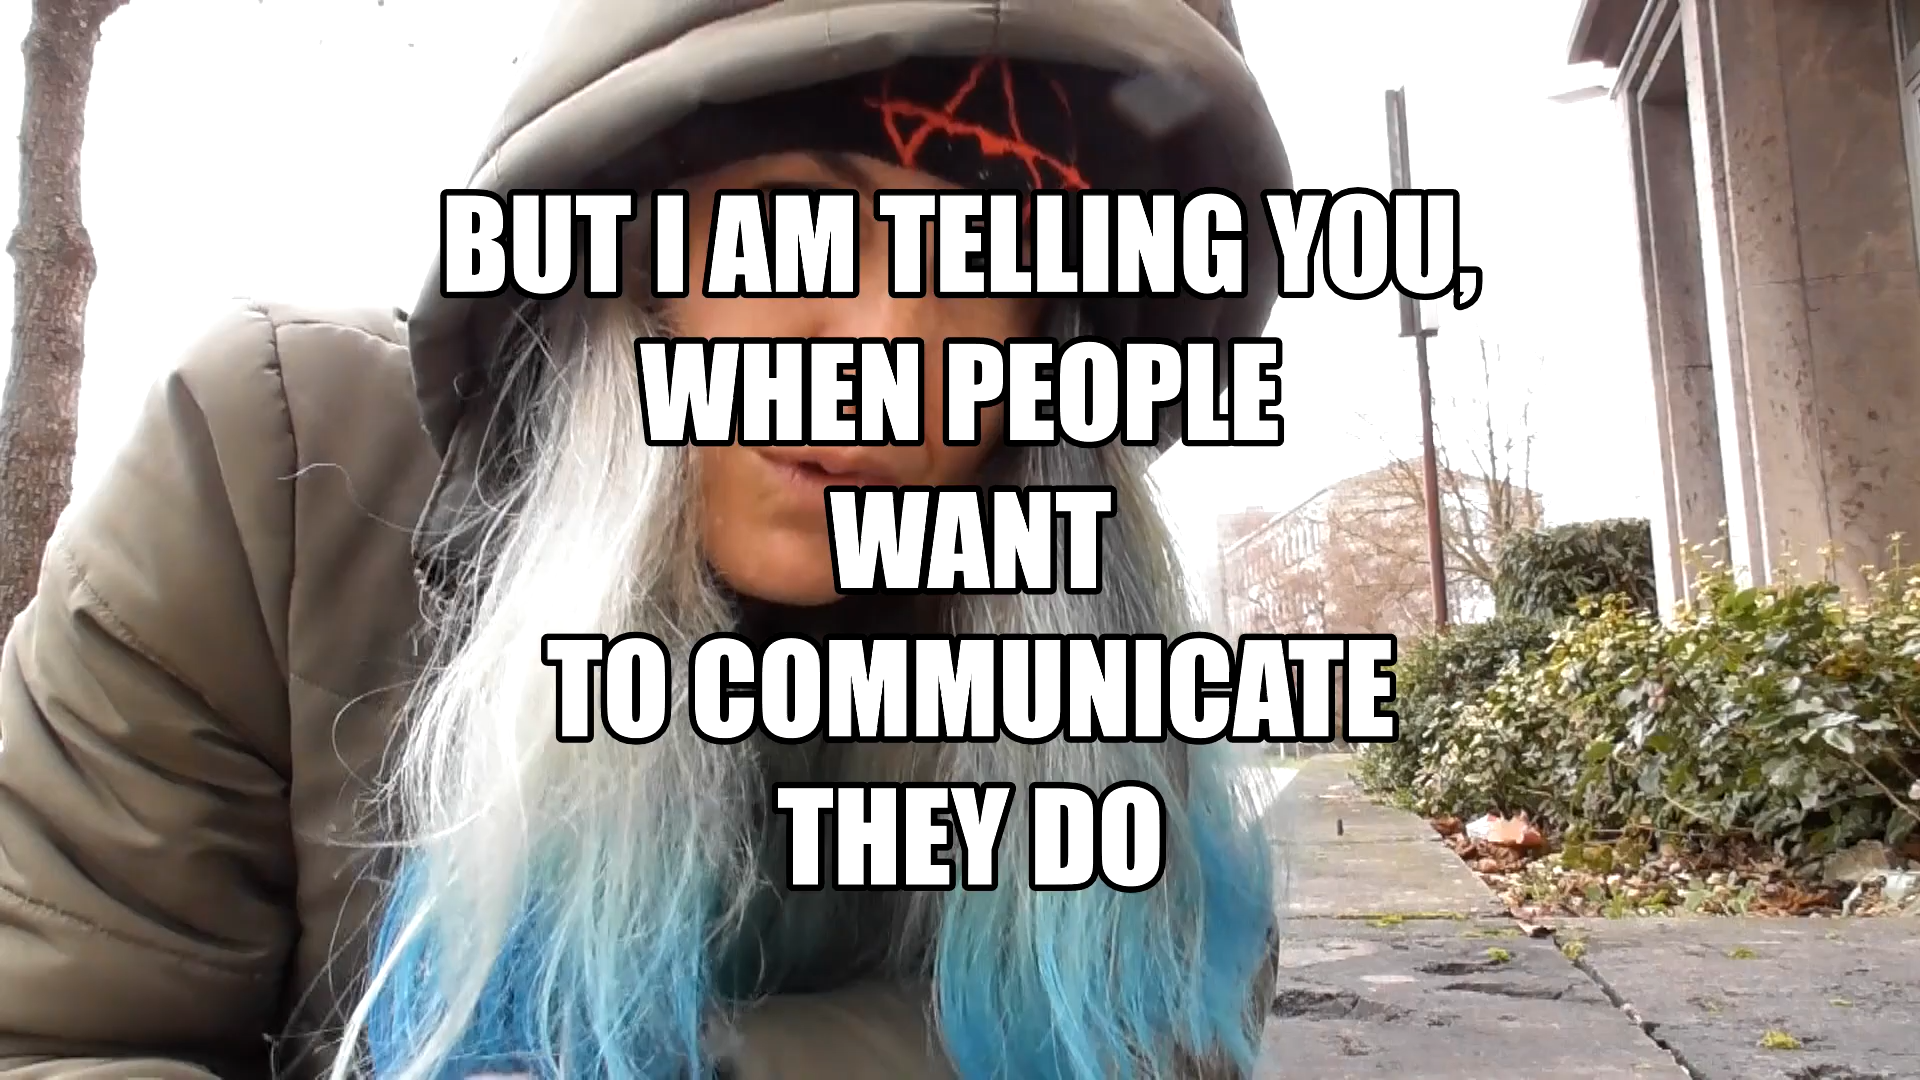 BUT I AM TELLING YOU,
WHEN PEOPLE
WANT
TO COMMUNICATE
THEY DO